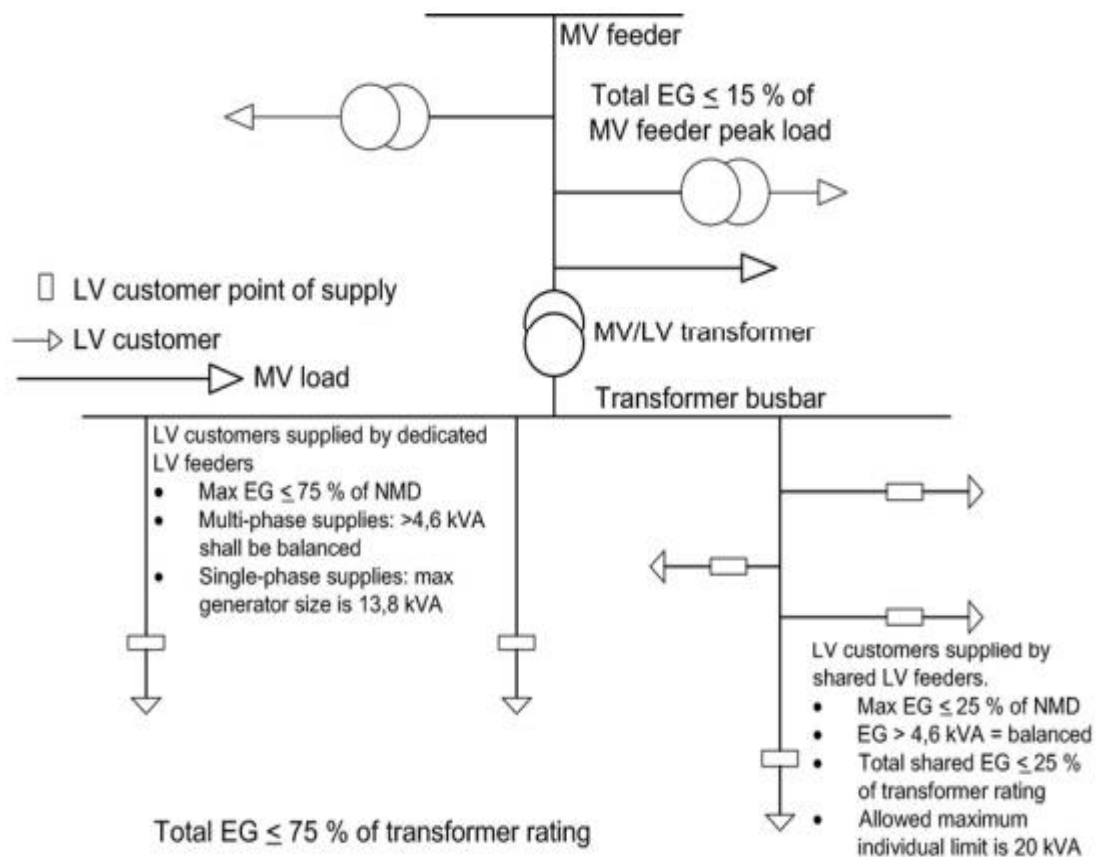 MV feeder
Total EG ≤ 15 % of
MV feeder peak load
LV customer point of supply
LV customer
MV load
MV/LV transformer
Transformer busbar
LV customers supplied by dedicated
LV feeders
• Max EG ≤ 75 % of NMD
• Multi-phase supplies: >4,6 kVA
shall be balanced
• Single-phase supplies: max
generator size is 13,8 kVA
LV customers supplied by
shared LV feeders.
• Max EG ≤ 25 % of NMD
• EG > 4,6 kVA = balanced
• Total shared EG ≤ 25 %
of transformer rating
• Allowed maximum
individual limit is 20 kVA
Total EG ≤ 75 % of transformer rating